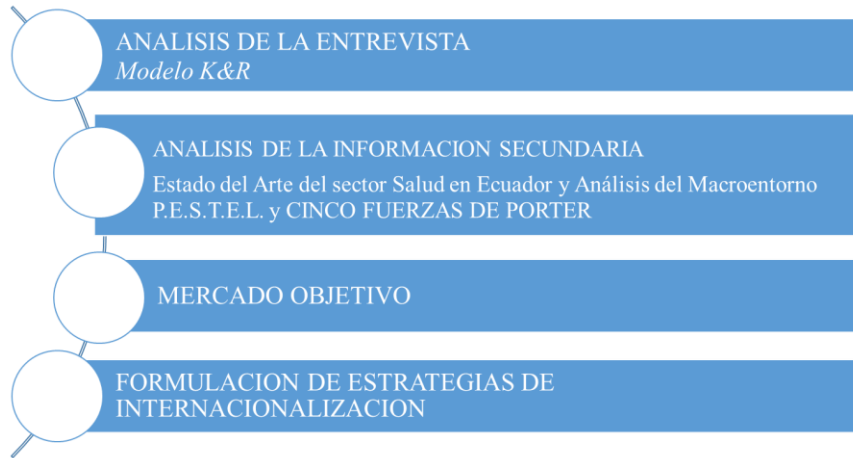 ANALISIS DE LA ENTREVISTA
Modelo K&R
ANALISIS DE LA INFORMACION SECUNDARIA
Estado del Arte del sector Salud en Ecuador y Análisis del Macroentorno
P.E.S.T.E.L. y CINCO FUERZAS DE PORTER
MERCADO OBJETIVO
FORMULACION DE ESTRATEGIAS DE
INTERNACIONALIZACION